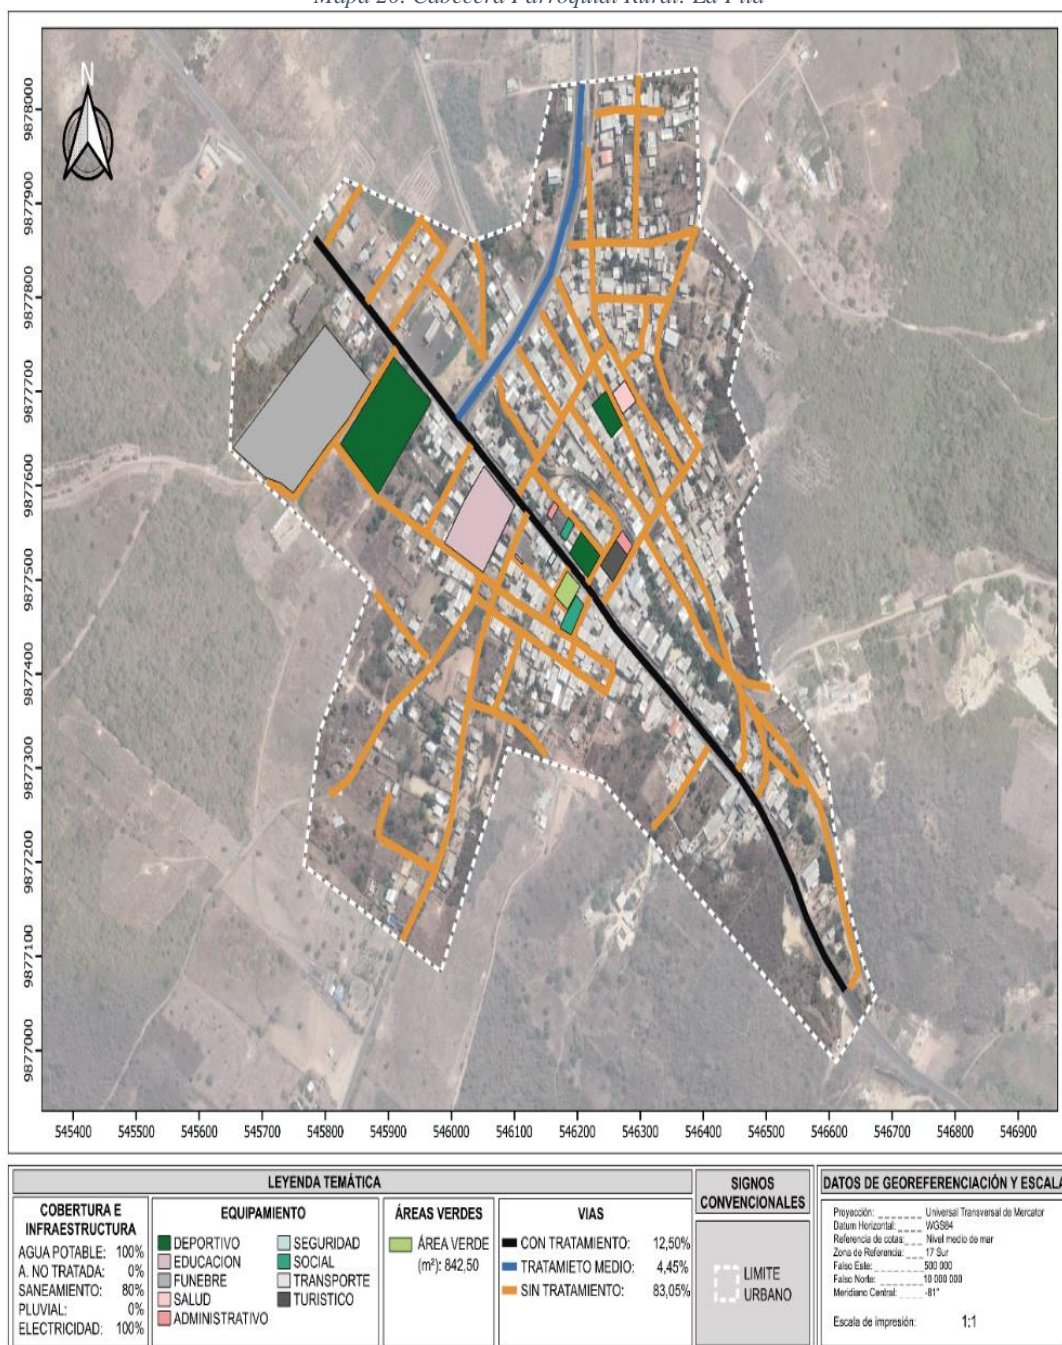 Mapa 20. Cabecera Parroquial Rural: La Pila
N
9878000
9877900
9877800
9877700
9877600
9877500
9877400
9877300
9877200
9877100
9877000
545400 545500 545600 545700 545800 545900 546000 546100 546200 546300 546400 546500 546600 546700 546800 546900
LEYENDA TEMÁTICA
COBERTURA E
INFRAESTRUCTURA
AGUA POTABLE: 100%
A. NO TRATADA: 0%
SANEAMIENTO: 80%
PLUVIAL: 0%
ELECTRICIDAD: 100%
EQUIPAMIENTO
DEPORTIVO
EDUCACION
FUNEBRE
SALUD
ADMINISTRATIVO
SEGURIDAD
SOCIAL
TRANSPORTE
TURISTICO
ÁREAS VERDES
ÁREA VERDE
(m²): 842,50
VIAS
CON TRATAMIENTO: 12,50%
TRATAMIETO MEDIO: 4,45%
SIN TRATAMIENTO: 83,05%
SIGNOS
CONVENCIONALES
LIMITE
URBANO
DATOS DE GEOREFERENCIACIÓN Y ESCALA
Proyección: Universal Transversal de Mercator
Datum Horizontal: WGS84
Referencia de cotas: Nivel medio de mar
Zona de Referencia: 17 Sur
Falso Este: 500 000
Falso Norte: 10 000 000
Meridiano Central: -81°
Escala de impresión: 1:1